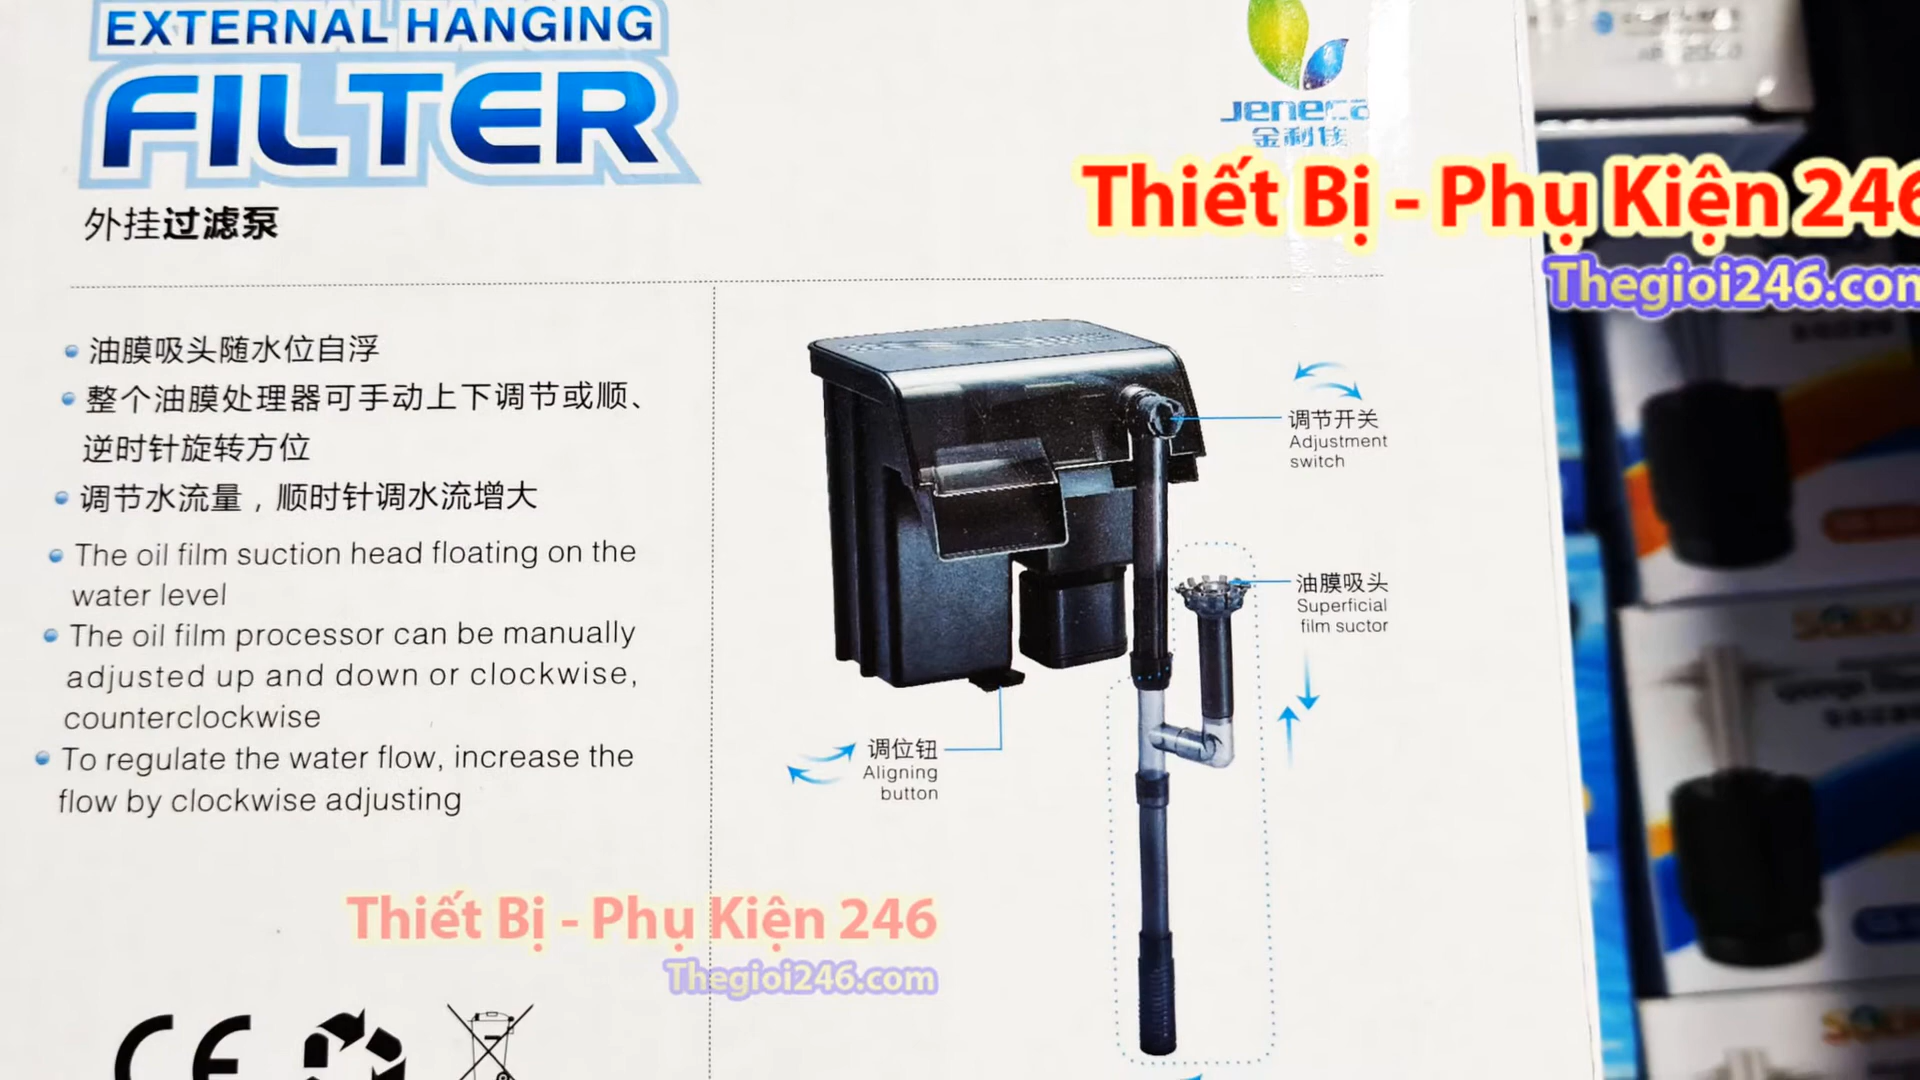 EXTERNAL HANGING
FILTER
外挂过滤泵
Jeneca
金利佳
Thiết Bị - Phụ Kiện 246
Thegioi246.com
油膜吸头随水位自浮
整个油膜处理器可手动上下调节或顺、
逆时针旋转方位
调节水流量，顺时针调水流增大
The oil film suction head floating on the
water level
The oil film processor can be manually
adjusted up and down or clockwise,
counterclockwise
To regulate the water flow, increase the
flow by clockwise adjusting
调节开关
Adjustment
switch
油膜吸头
Superficial
film suctor
调位钮
Aligning
button
Thiết Bị - Phụ Kiện 246
Thegioi246.com
CE